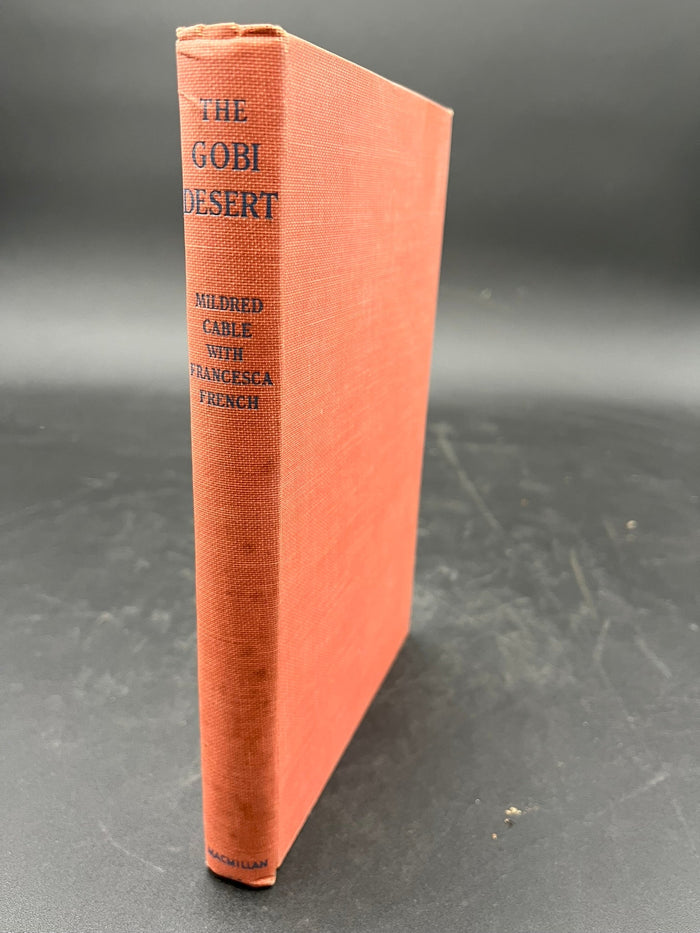 THE
GOBI
DESERT
MILDRED
CABLE
WITH
FRANCESCA
FRENCH
MACMILLAN